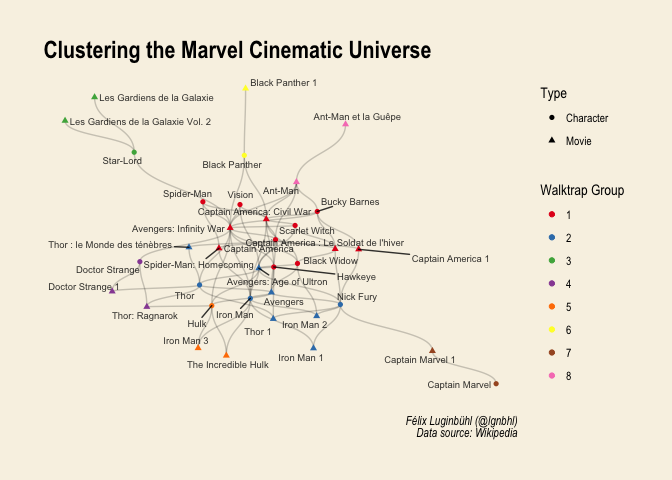 Clustering the Marvel Cinematic Universe
Les Gardiens de la Galaxie
Black Panther 1
Les Gardiens de la Galaxie Vol. 2
Ant-Man et la Guêpe
Star-Lord
Black Panther
Spider-Man
Vision
Ant-Man
Bucky Barnes
Captain America: Civil War
Avengers: Infinity War
Scarlet Witch
Thor : le Monde des ténèbres
Captain America : Le Soldat de l'hiver
Captain America
Captain America 1
Doctor Strange
Spider-Man: Homecoming
Black Widow
Hawkeye
Doctor Strange 1
Avengers: Age of Ultron
Thor
Avengers
Nick Fury
Thor: Ragnarok
Hulk
Iron Man
Thor 1
Iron Man 2
Iron Man 3
The Incredible Hulk
Iron Man 1
Captain Marvel 1
Captain Marvel
Type
Character
Movie
Walktrap Group
1
2
3
4
5
6
7
8
Félix Luginbühl (@lgnbhl)
Data source: Wikipedia